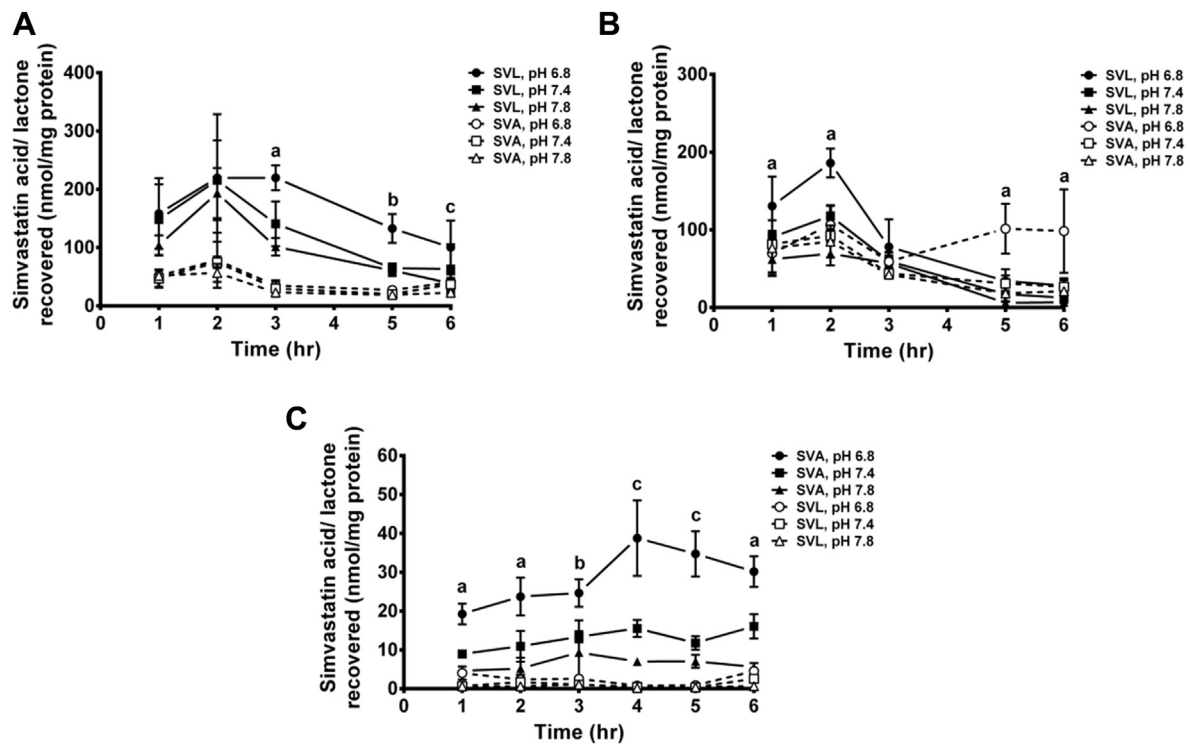 A
Simvastatin acid/ lactone
recovered (nmol/mg protein)
400
300
200
100
0
0 1 2 3 4 5 6
Time (hr)
a
b
c
SVL, pH 6.8
SVL, pH 7.4
SVL, pH 7.8
SVA, pH 6.8
SVA, pH 7.4
SVA, pH 7.8
B
Simvastatin acid/ lactone
recovered (nmol/mg protein)
300
200
100
0
0 1 2 3 4 5 6
Time (hr)
a
a
a
a
SVL, pH 6.8
SVL, pH 7.4
SVL, pH 7.8
SVA, pH 6.8
SVA, pH 7.4
SVA, pH 7.8
C
Simvastatin acid/ lactone
recovered (nmol/mg protein)
60
50
40
30
20
10
0
0 1 2 3 4 5 6
Time (hr)
a
a
b
c
c
a
SVA, pH 6.8
SVA, pH 7.4
SVA, pH 7.8
SVL, pH 6.8
SVL, pH 7.4
SVL, pH 7.8